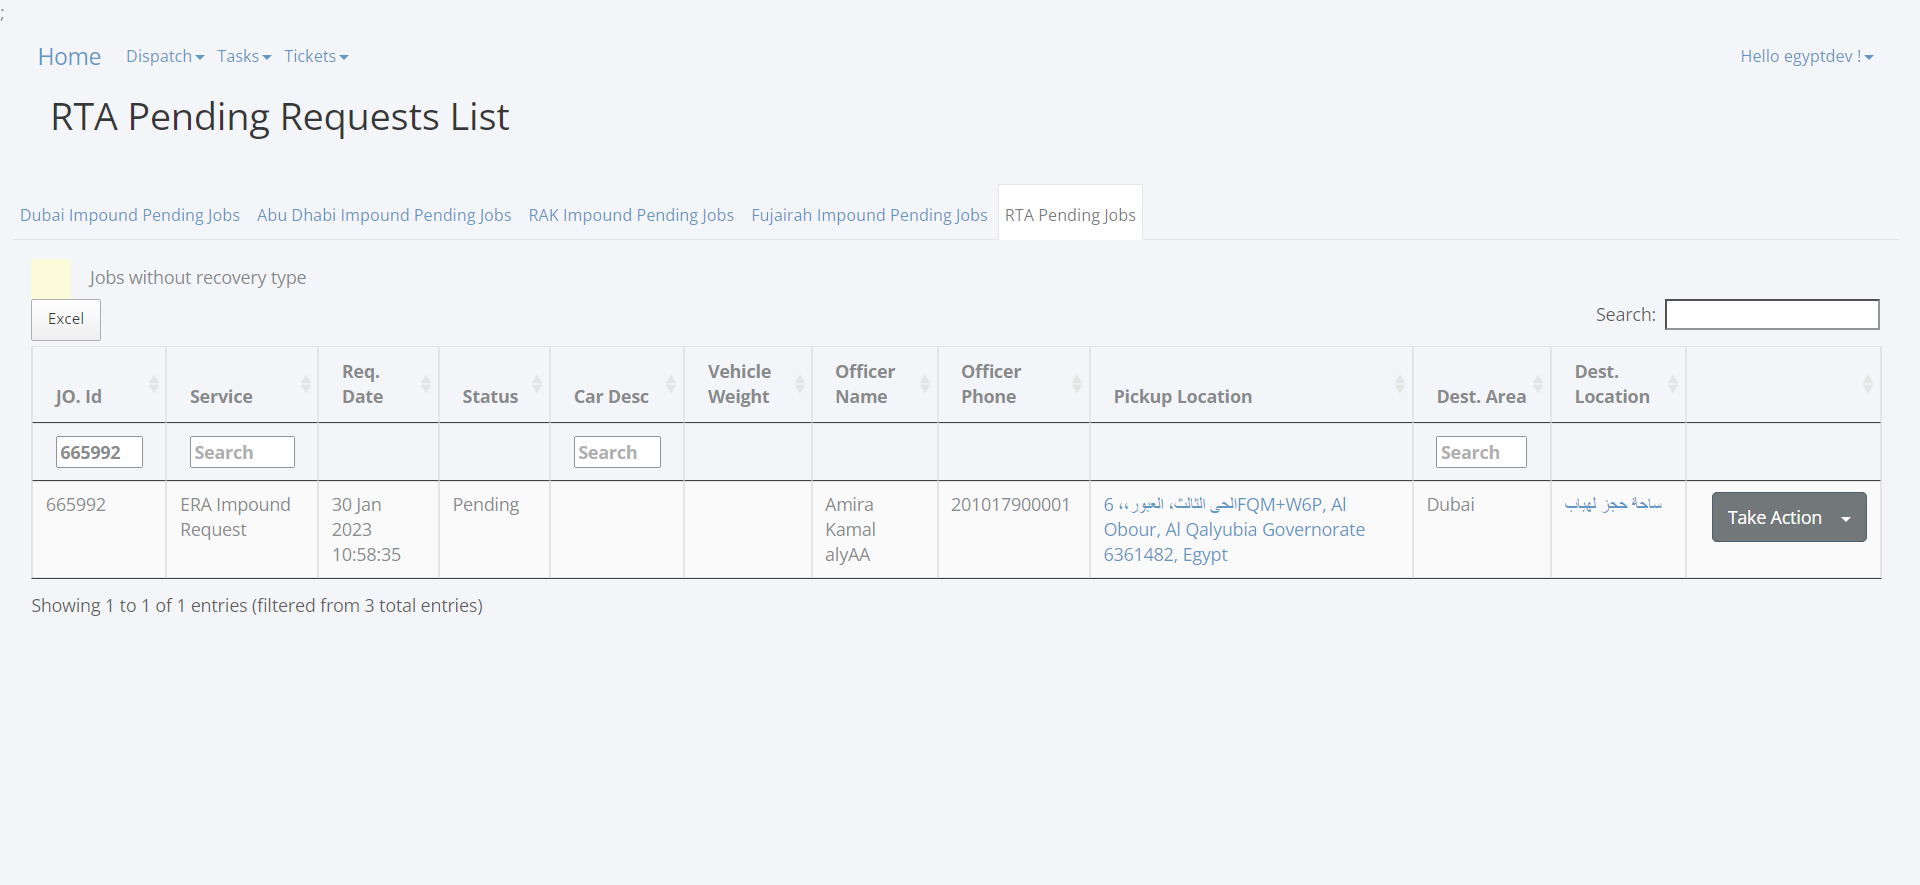 ;
Home Dispatch Tasks Tickets Hello egyptdev !
RTA Pending Requests List
Dubai Impound Pending Jobs Abu Dhabi Impound Pending Jobs RAK Impound Pending Jobs Fujairah Impound Pending Jobs RTA Pending Jobs
Jobs without recovery type
Excel Search:
JO. Id Service Req. Date Status Car Desc Vehicle Weight Officer Name Officer Phone Pickup Location Dest. Area Dest. Location
665992 Search Search Search
665992 ERA Impound Request 30 Jan 2023 10:58:35 Pending Amira Kamal alyAA 201017900001 6 الحى الثالث، العبور،،FQM+W6P, Al Obour, Al Qalyubia Governorate 6361482, Egypt Dubai ساحة حجز لهباب Take Action
Showing 1 to 1 of 1 entries (filtered from 3 total entries)